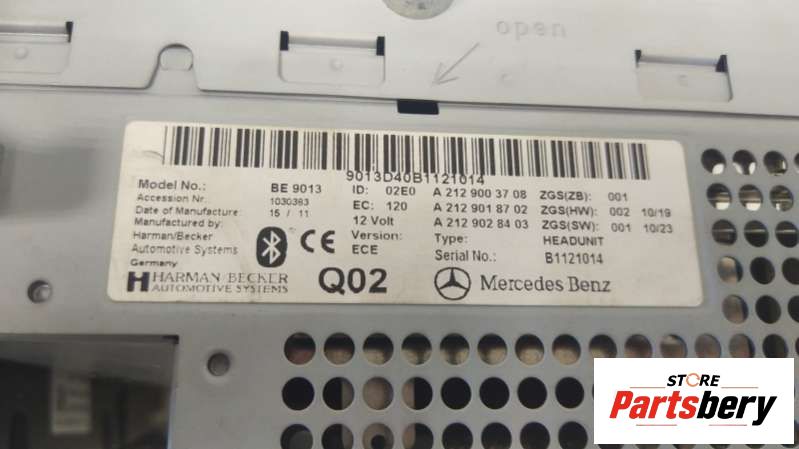 open
9013D40B1121014
Model No.: BE 9013 ID: 02E0 A 212 900 37 08 ZGS(ZB): 001
Accession Nr. 1030383 EC: 120 A 212 901 87 02 ZGS(HW): 002 10/19
Date of Manufacture: 15 / 11 12 Volt A 212 902 84 03 ZGS(SW): 001 10/23
Manufactured by: Version: Type: HEADUNIT
Harman/Becker ECE Serial No.: B1121014
Automotive Systems
Germany
CE
HARMAN/BECKER
AUTOMOTIVE SYSTEMS
Q02
Mercedes Benz
STORE
Partsbery